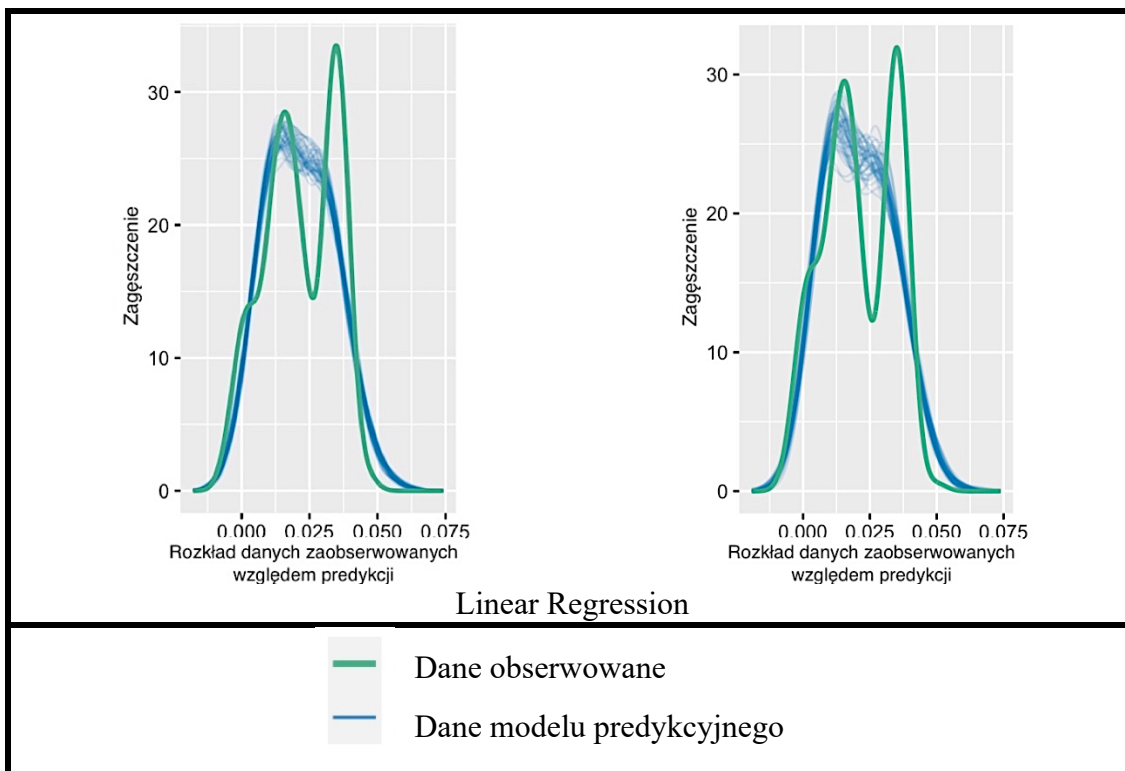 Zagęszczenie
30
20
10
0
0.000 0.025 0.050 0.075
Rozkład danych zaobserwowanych
względem predykcji
Zagęszczenie
30
20
10
0
0.000 0.025 0.050 0.075
Rozkład danych zaobserwowanych
względem predykcji
Linear Regression
Dane obserwowane
Dane modelu predykcyjnego